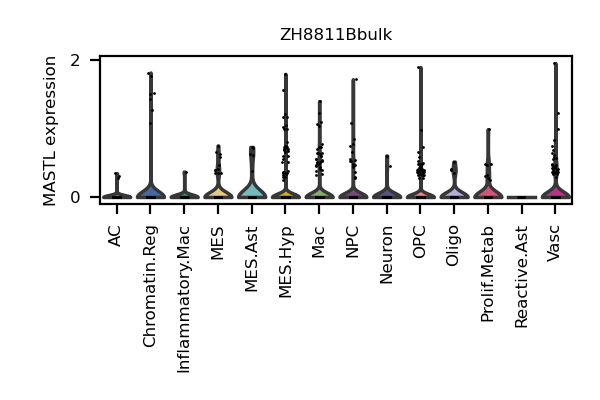 ZH8811Bbulk
MASTL expression
2
0
AC
Chromatin.Reg
Inflammatory.Mac
MES
MES.Ast
MES.Hyp
Mac
NPC
Neuron
OPC
Oligo
Prolif.Metab
Reactive.Ast
Vasc